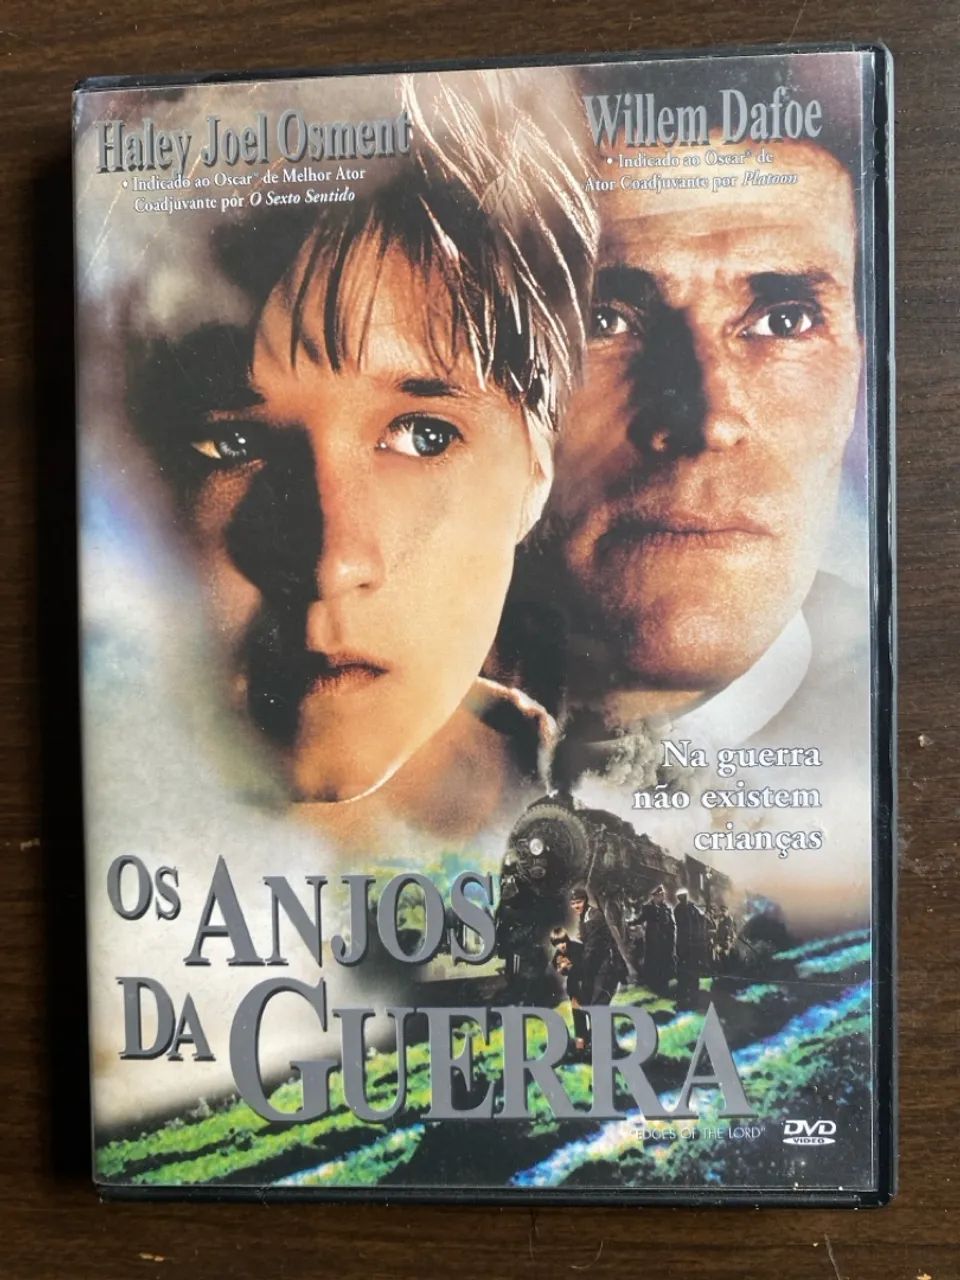 Haley Joel Osment
• Indicado ao Oscar® de Melhor Ator
Coadjuvante por O Sexto Sentido
Willem Dafoe
• Indicado ao Oscar® de
Ator Coadjuvante por Platoon
Na guerra
não existem
crianças
OS ANJOS
DA GUERRA
"EDGES OF THE LORD"
DVD
VIDEO